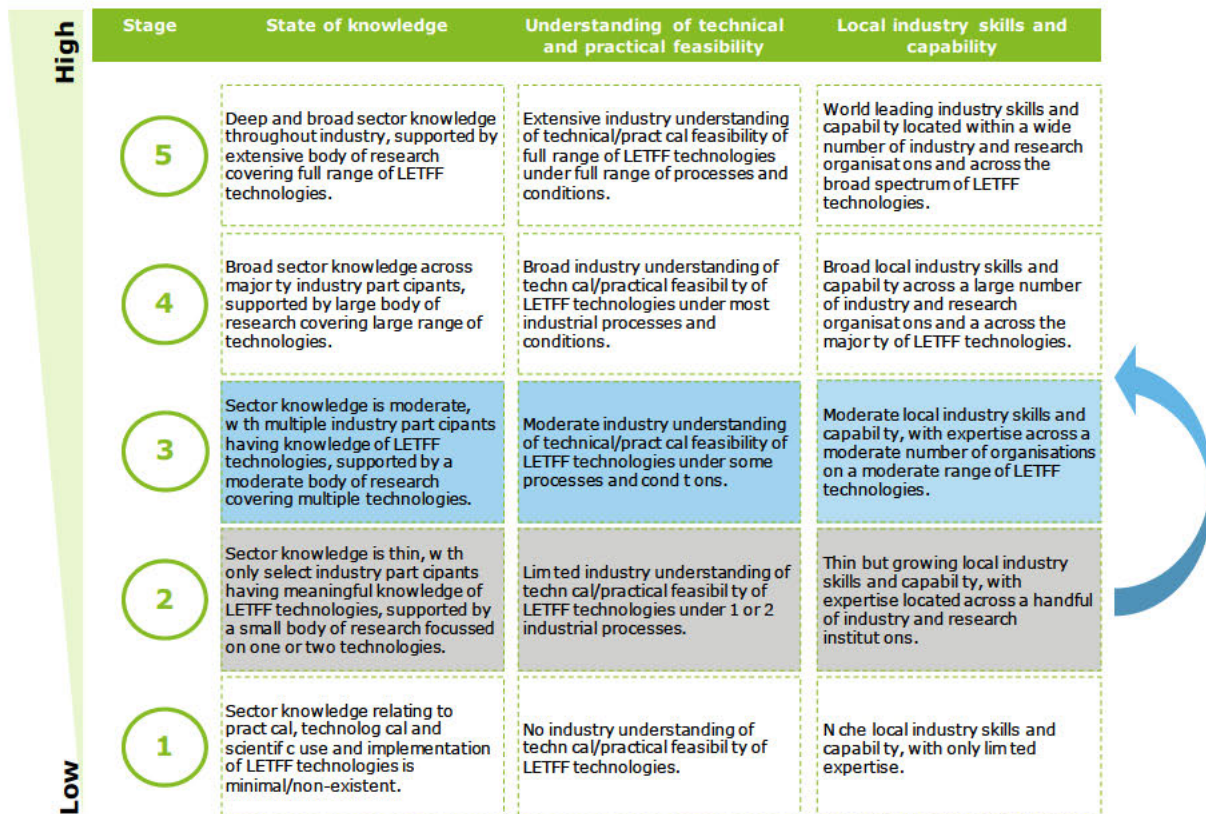 High
Stage
State of knowledge
Understanding of technical
and practical feasibility
Local industry skills and
capability
5
Deep and broad sector knowledge
throughout industry, supported by
extensive body of research
covering full range of LETFF
technologies.
Extensive industry understanding
of technical/pract cal feasibility of
full range of LETFF technologies
under full range of processes and
conditions.
World leading industry skills and
capabil ty located within a wide
number of industry and research
organisat ons and across the
broad spectrum of LETFF
technologies.
4
Broad sector knowledge across
major ty industry part cipants,
supported by large body of
research covering large range of
technologies.
Broad industry understanding of
techn cal/practical feasibil ty of
LETFF technologies under most
industrial processes and
conditions.
Broad local industry skills and
capability across a large number
of industry and research
organisat ons and a across the
major ty of LETFF technologies.
3
Sector knowledge is moderate,
w th multiple industry part cipants
having knowledge of LETFF
technologies, supported by a
moderate body of research
covering multiple technologies.
Moderate industry understanding
of technical/pract cal feasibility of
LETFF technologies under some
processes and cond t ons.
Moderate local industry skills and
capabil ty, with expertise across a
moderate number of organisations
on a moderate range of LETFF
technologies.
2
Sector knowledge is thin, w th
only select industry part cipants
having meaningful knowledge of
LETFF technologies, supported by
a small body of research focussed
on one or two technologies.
Lim ted industry understanding of
techn cal/practical feasibil ty of
LETFF technologies under 1 or 2
industrial processes.
Thin but growing local industry
skills and capabil ty, with
expertise located across a handful
of industry and research
institut ons.
1
Sector knowledge relating to
pract cal, technolog cal and
scientif c use and implementation
of LETFF technologies is
minimal/non-existent.
No industry understanding of
techn cal/practical feasibil ty of
LETFF technologies.
N che local industry skills and
capabil ty, with only lim ted
expertise.
Low